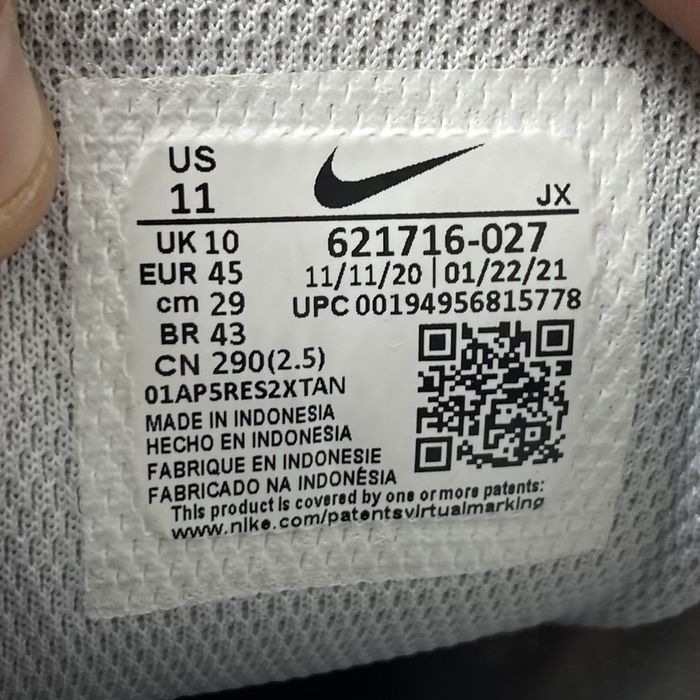 US
11
JX
UK 10
621716-027
EUR 45
11/11/20 | 01/22/21
cm 29
UPC 00194956815778
BR 43
CN 290(2.5)
01AP5RES2XTAN
MADE IN INDONESIA
HECHO EN INDONESIA
FABRIQUE EN INDONESIE
FABRICADO NA INDONÉSIA
This product is covered by one or more patents:
www.nike.com/patentsvirtualmarking